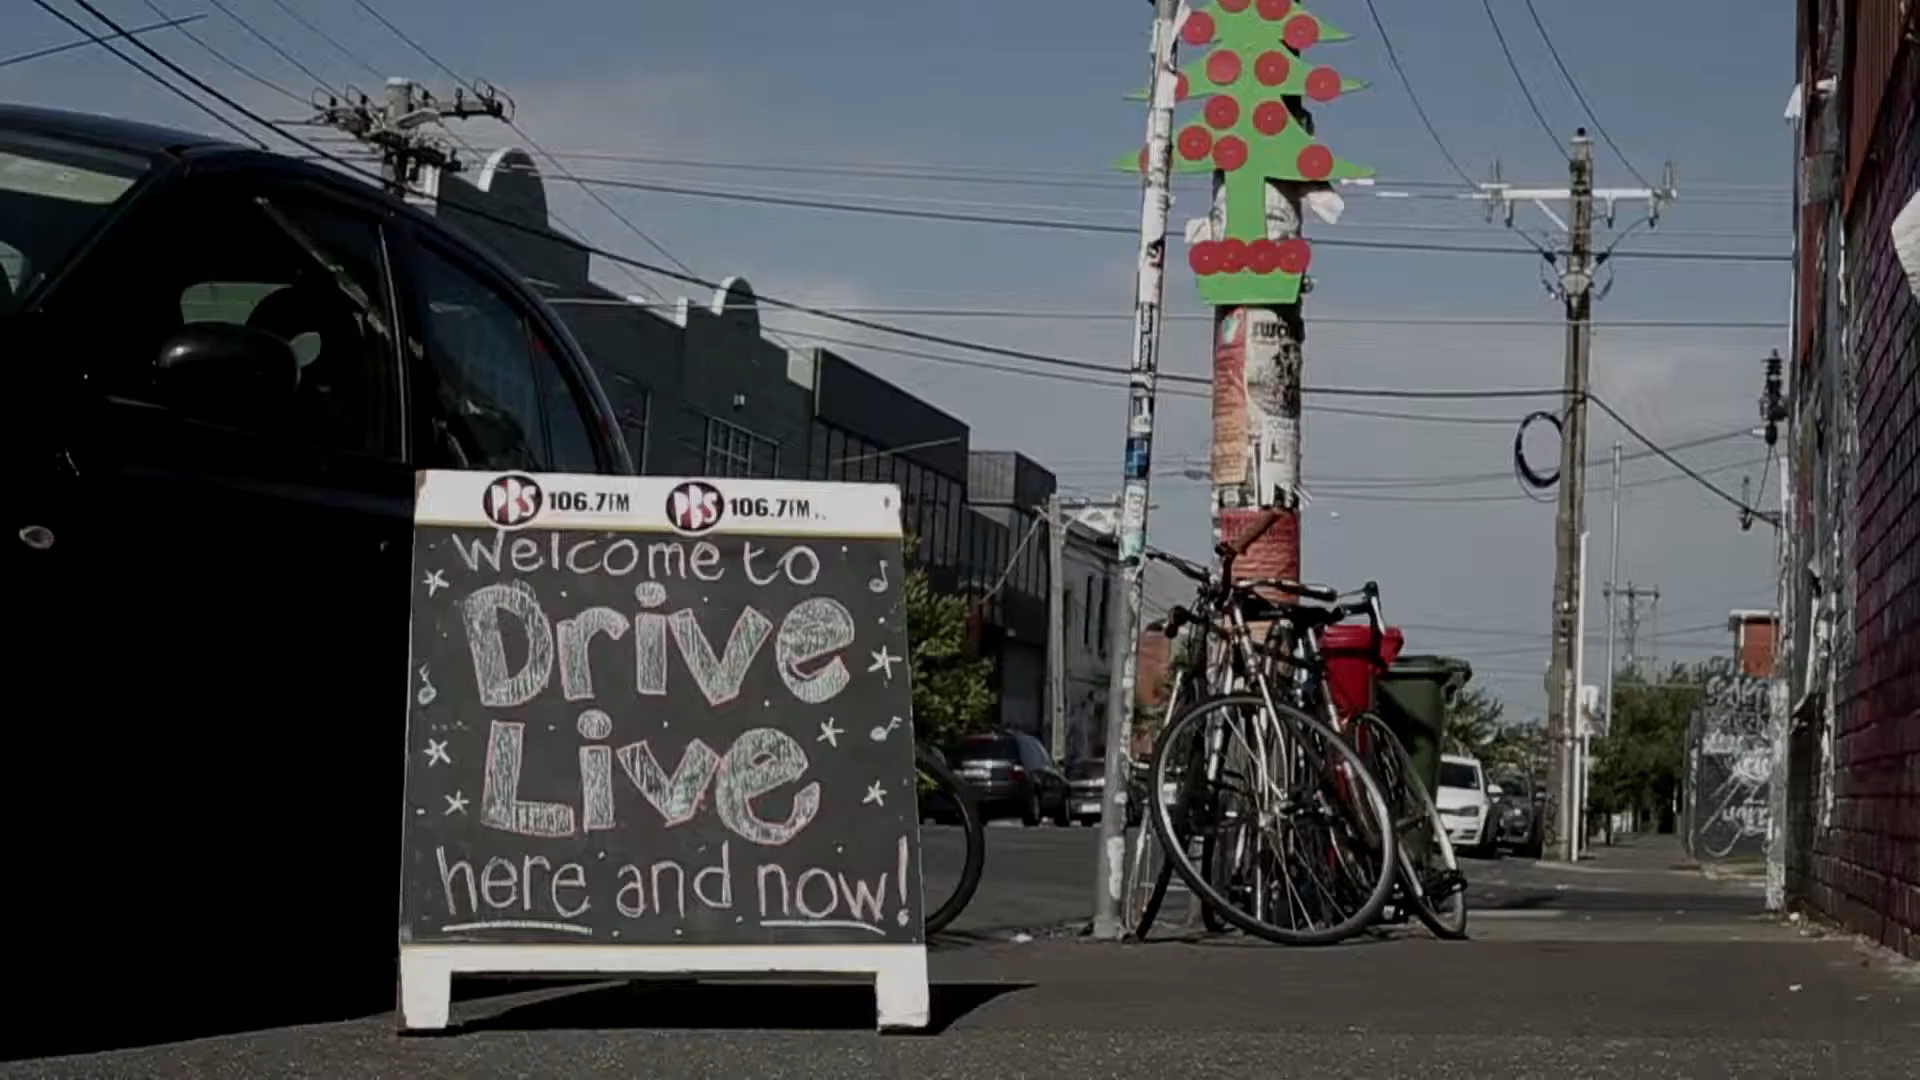 PBS 106.7FM PBS 106.7FM
Welcome to
Drive
Live
here and now!